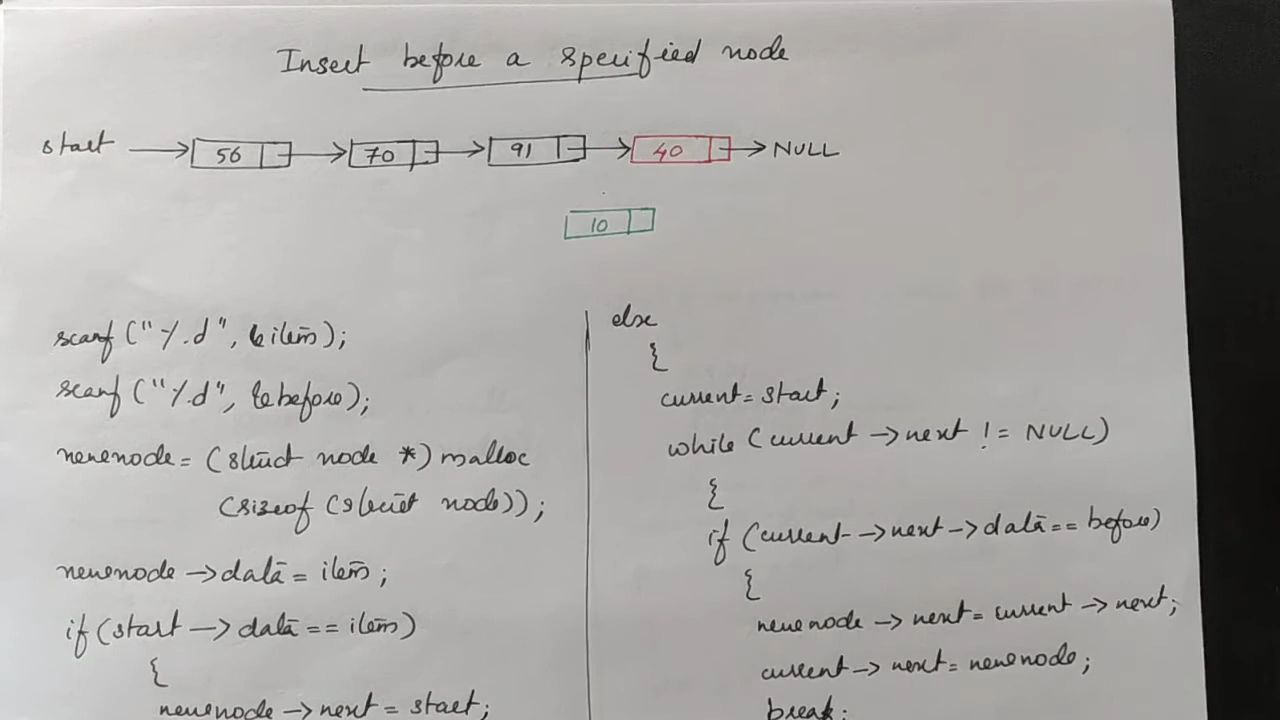 Insert before a specified node
start 56 70 91 40 NULL
10
scanf ("%d", &item);
scanf ("%d", &before);
newnode = (struct node *) malloc
(sizeof (struct node));
newnode -> data = item;
if (start -> data == item)
{
newnode -> next = start;
else
{
current = start;
while (current -> next != NULL)
{
if (current -> next -> data == before)
{
newnode -> next = current -> next;
current -> next = newnode;
break;